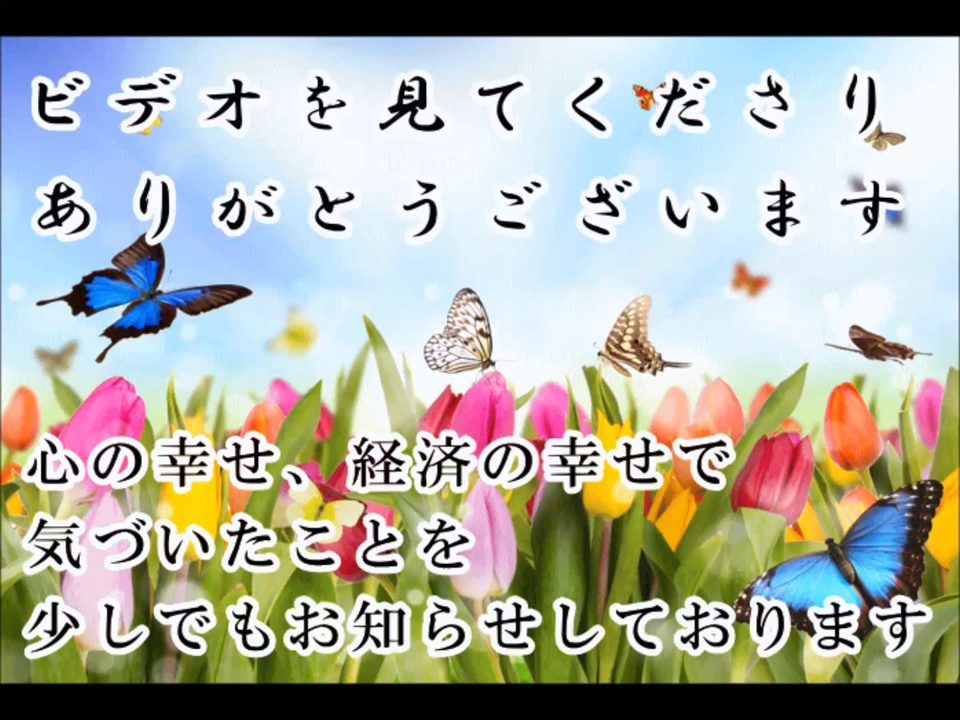 ビデオを見てくださり
ありがとうございます
心の幸せ、経済の幸せで
気づいたことを
少しでもお知らせしております